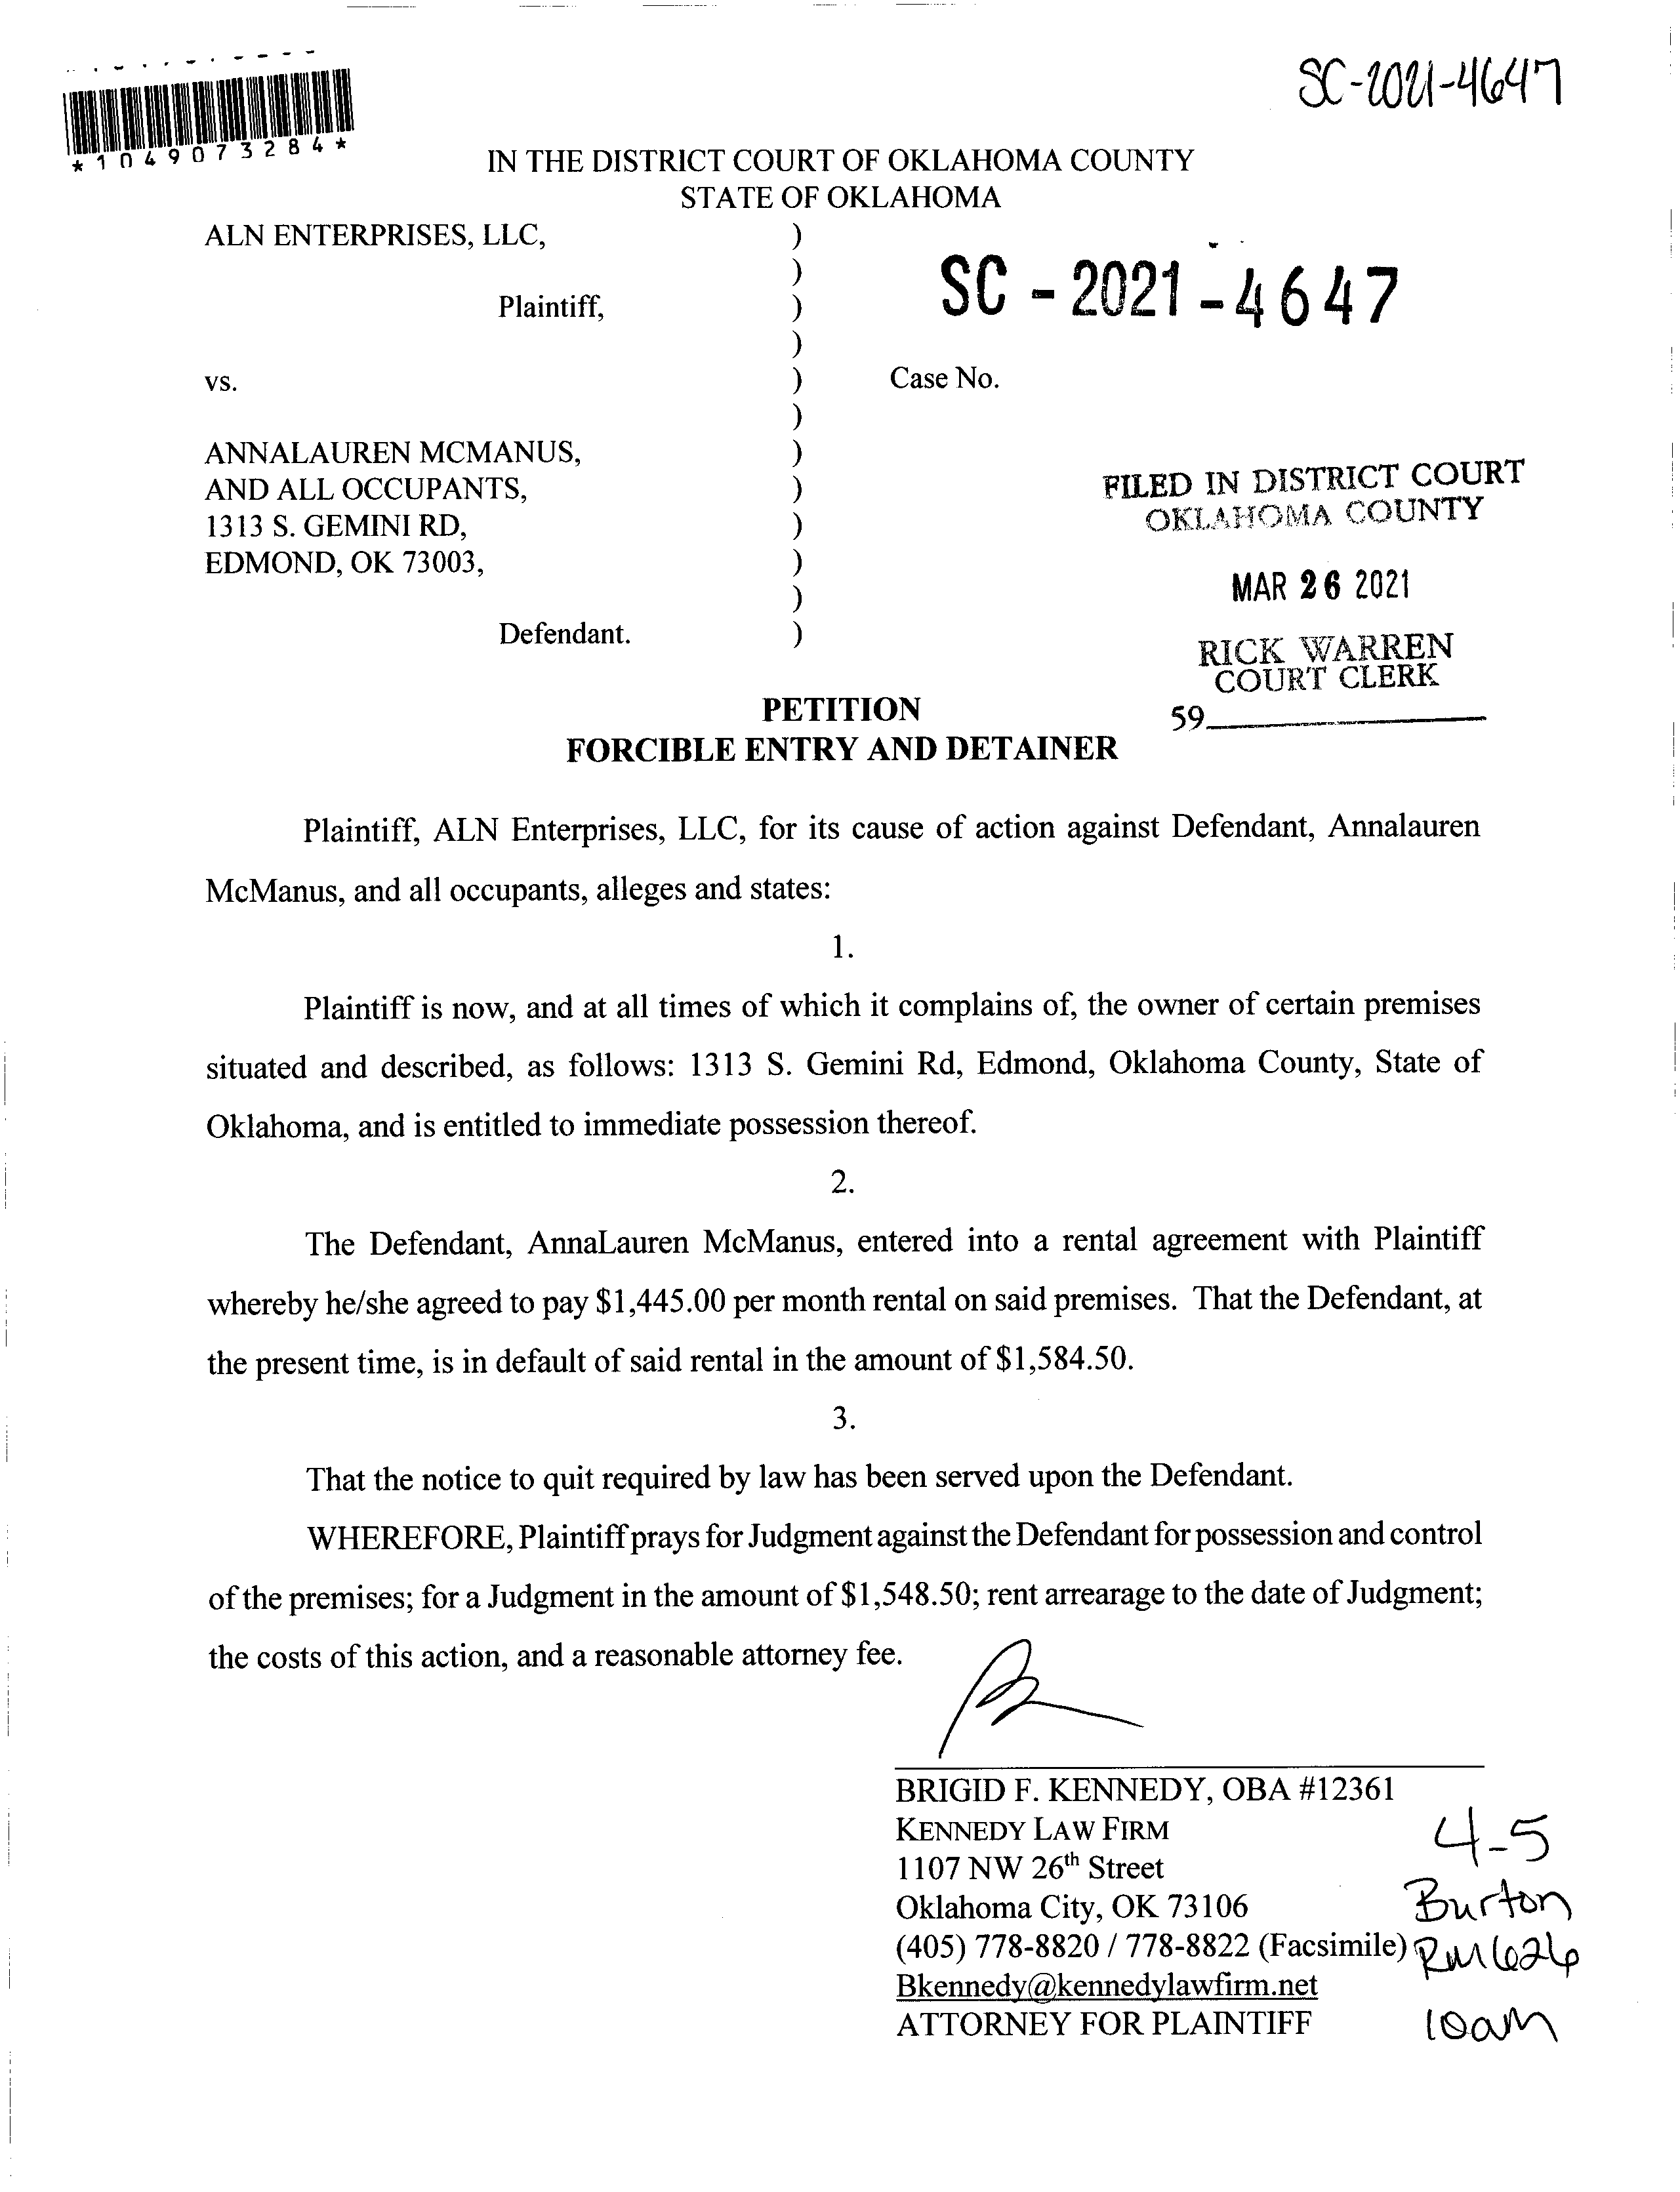 SC-2021-4647
*1049073284*
IN THE DISTRICT COURT OF OKLAHOMA COUNTY
STATE OF OKLAHOMA
ALN ENTERPRISES, LLC, )
)
Plaintiff, )
)
vs. )
)
ANNALAUREN MCMANUS, )
AND ALL OCCUPANTS, )
1313 S. GEMINI RD, )
EDMOND, OK 73003, )
)
Defendant. )
SC - 2021 - 4647
Case No.
FILED IN DISTRICT COURT
OKLAHOMA COUNTY
MAR 26 2021
RICK WARREN
COURT CLERK
59
PETITION
FORCIBLE ENTRY AND DETAINER
Plaintiff, ALN Enterprises, LLC, for its cause of action against Defendant, Annalauren
McManus, and all occupants, alleges and states:
1.
Plaintiff is now, and at all times of which it complains of, the owner of certain premises
situated and described, as follows: 1313 S. Gemini Rd, Edmond, Oklahoma County, State of
Oklahoma, and is entitled to immediate possession thereof.
2.
The Defendant, AnnaLauren McManus, entered into a rental agreement with Plaintiff
whereby he/she agreed to pay $1,445.00 per month rental on said premises. That the Defendant, at
the present time, is in default of said rental in the amount of $1,584.50.
3.
That the notice to quit required by law has been served upon the Defendant.
WHEREFORE, Plaintiff prays for Judgment against the Defendant for possession and control
of the premises; for a Judgment in the amount of $1,548.50; rent arrearage to the date of Judgment;
the costs of this action, and a reasonable attorney fee.
BRIGID F. KENNEDY, OBA #12361
KENNEDY LAW FIRM
1107 NW 26th Street
Oklahoma City, OK 73106
(405) 778-8820 / 778-8822 (Facsimile)
Bkennedy@kennedylawfirm.net
ATTORNEY FOR PLAINTIFF
4-5
Burton
RM 626
10am